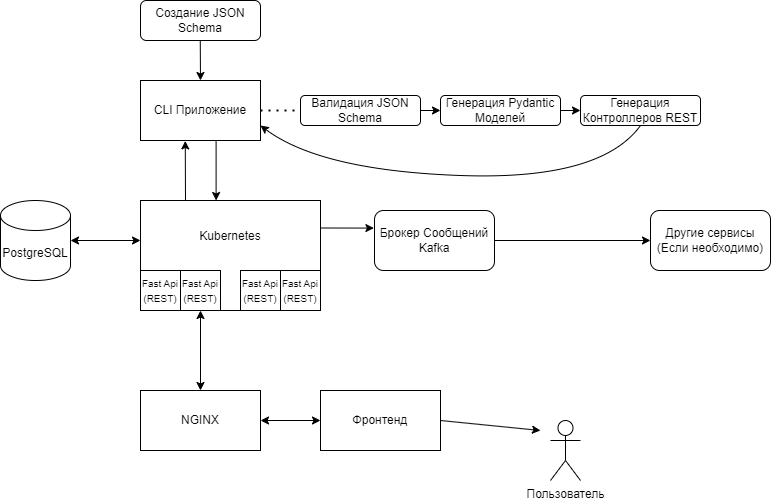 Создание JSON
Schema
CLI Приложение
Валидация JSON
Schema
Генерация Pydantic
Моделей
Генерация
Контроллеров REST
PostgreSQL
Kubernetes
Брокер Сообщений
Kafka
Другие сервисы
(Если необходимо)
Fast Api
(REST)
Fast Api
(REST)
Fast Api
(REST)
Fast Api
(REST)
NGINX
Фронтенд
Пользователь